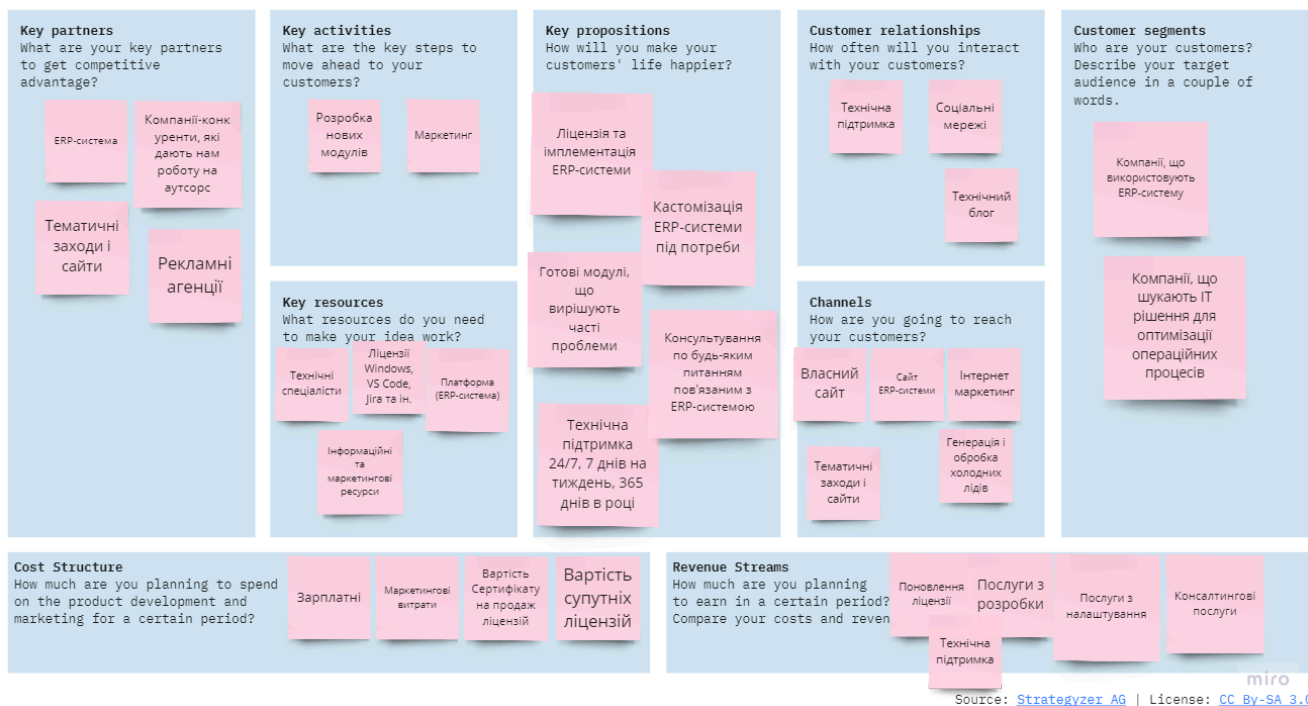 Key partners
What are your key partners
to get competitive
advantage?
ERP-система
Компанії-конк
уренти, які
дають нам
роботу на
аутсорс
Тематичні
заходи і
сайти
Рекламні
агенції
Key activities
What are the key steps to
move ahead to your
customers?
Розробка
нових
модулів
Маркетинг
Key resources
What resources do you need
to make your idea work?
Технічні
спеціалісти
Ліцензії
Windows,
VS Code,
Jira та ін.
Платформа
(ERP-система)
Інформаційні
та
маркетингові
ресурси
Key propositions
How will you make your
customers' life happier?
Ліцензія та
імплементація
ERP-системи
Кастомізація
ERP-системи
під потреби
Готові модулі,
що
вирішують
часті
проблеми
Консультування
по будь-яким
питанням
пов'язаним з
ERP-системою
Технічна
підтримка
24/7, 7 днів на
тиждень, 365
днів в році
Customer relationships
How often will you interact
with your customers?
Технічна
підтримка
Соціальні
мережі
Технічний
блог
Channels
How are you going to reach
your customers?
Власний
сайт
Сайт
ERP-системи
Інтернет
маркетинг
Тематичні
заходи і
сайти
Генерація і
обробка
холодних
лідів
Customer segments
Who are your customers?
Describe your target
audience in a couple of
words.
Компанії, що
використовують
ERP-систему
Компанії, що
шукають ІТ
рішення для
оптимізації
операційних
процесів
Cost Structure
How much are you planning to spend
on the product development and
marketing for a certain period?
Зарплатні
Маркетингові
витрати
Вартість
Сертифікату
на продаж
ліцензій
Вартість
супутніх
ліцензій
Revenue Streams
How much are you planning
to earn in a certain period?
Compare your costs and reven
Поновлення
ліцензії
Послуги з
розробки
Послуги з
налаштування
Консалтингові
послуги
Технічна
підтримка
miro
Source: Strategyzer AG | License: CC By-SA 3.0